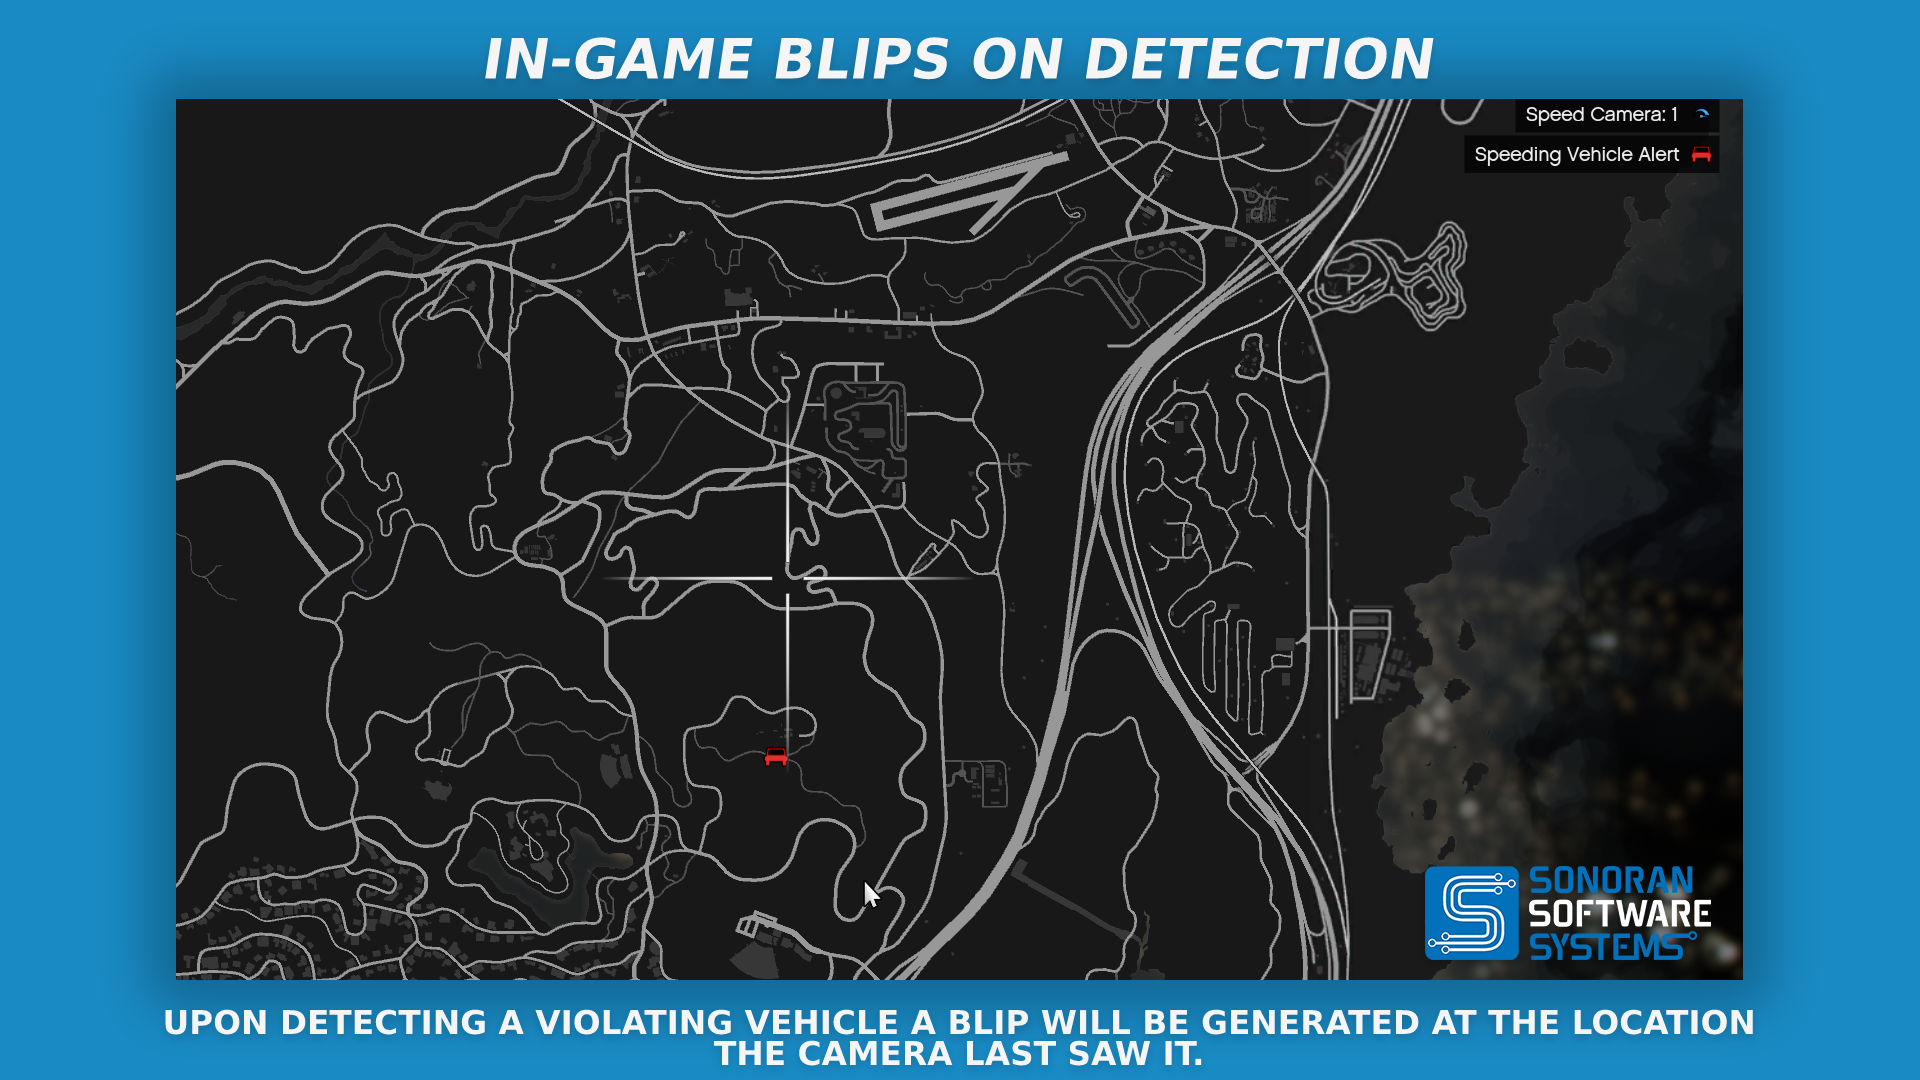 IN-GAME BLIPS ON DETECTION
Speed Camera: 1
Speeding Vehicle Alert
SONORAN
SOFTWARE
SYSTEMS
UPON DETECTING A VIOLATING VEHICLE A BLIP WILL BE GENERATED AT THE LOCATION
THE CAMERA LAST SAW IT.